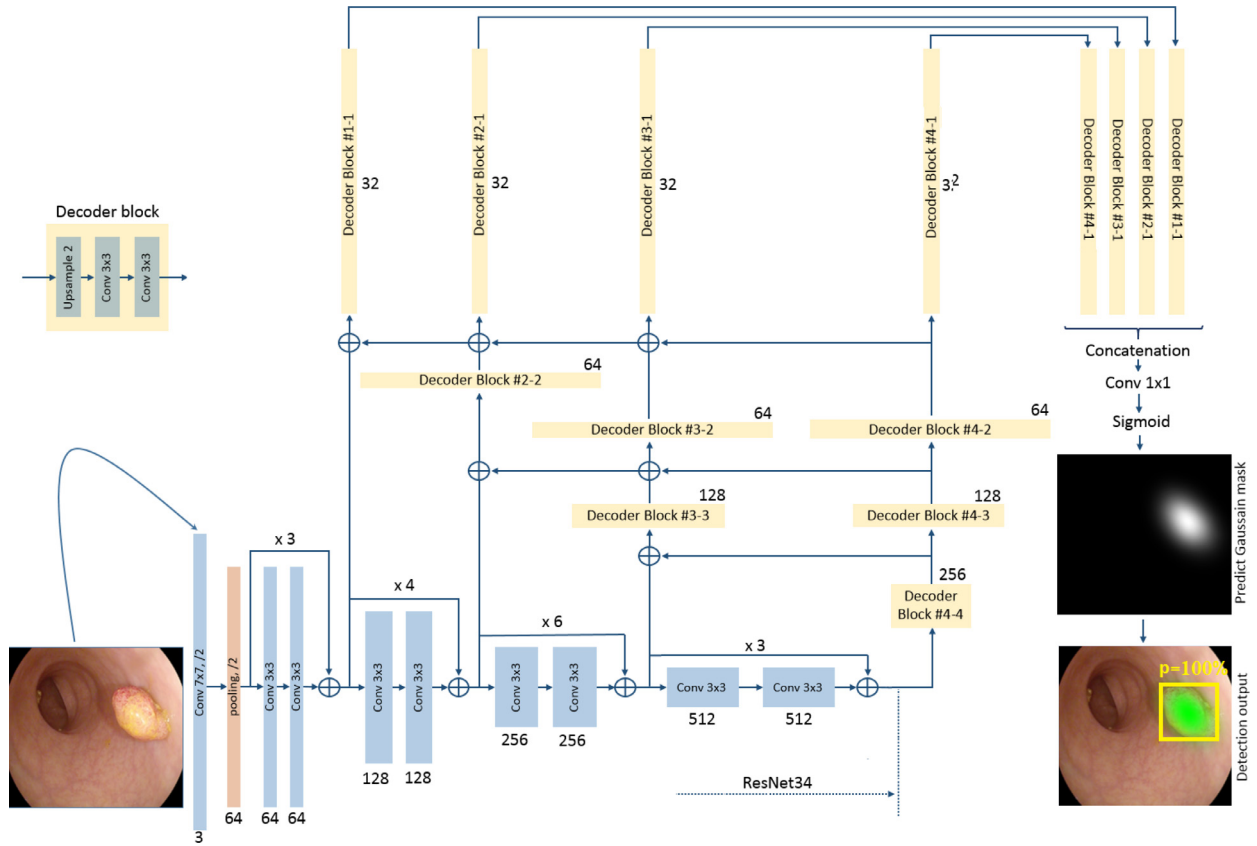 Decoder Block #1-1
32
Decoder Block #2-1
32
Decoder Block #3-1
32
Decoder Block #4-1
3.2
Decoder Block #4-1
Decoder Block #3-1
Decoder Block #2-1
Decoder Block #1-1
Decoder block
Upsample 2
Conv 3x3
Conv 3x3
Concatenation
Conv 1x1
Sigmoid
64
Decoder Block #2-2
64
Decoder Block #3-2
64
Decoder Block #4-2
128
Decoder Block #3-3
128
Decoder Block #4-3
256
Decoder
Block #4-4
x 3
x 4
x 6
x 3
Conv 7x7, /2
3
pooling, /2
64
Conv 3x3
64
Conv 3x3
64
Conv 3x3
128
Conv 3x3
128
Conv 3x3
256
Conv 3x3
256
Conv 3x3
512
Conv 3x3
512
ResNet34
Predict Gaussain mask
p=100%
Detection output